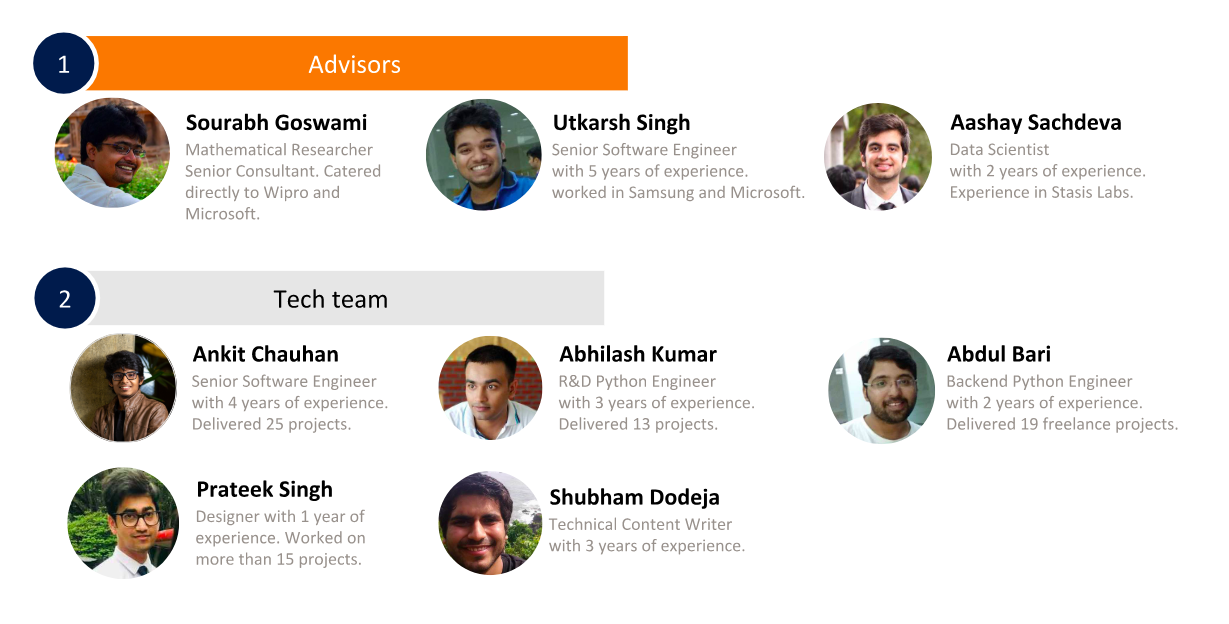 1
Advisors
Sourabh Goswami
Mathematical Researcher
Senior Consultant. Catered
directly to Wipro and
Microsoft.
Utkarsh Singh
Senior Software Engineer
with 5 years of experience.
worked in Samsung and Microsoft.
Aashay Sachdeva
Data Scientist
with 2 years of experience.
Experience in Stasis Labs.
2
Tech team
Ankit Chauhan
Senior Software Engineer
with 4 years of experience.
Delivered 25 projects.
Abhilash Kumar
R&D Python Engineer
with 3 years of experience.
Delivered 13 projects.
Abdul Bari
Backend Python Engineer
with 2 years of experience.
Delivered 19 freelance projects.
Prateek Singh
Designer with 1 year of
experience. Worked on
more than 15 projects.
Shubham Dodeja
Technical Content Writer
with 3 years of experience.